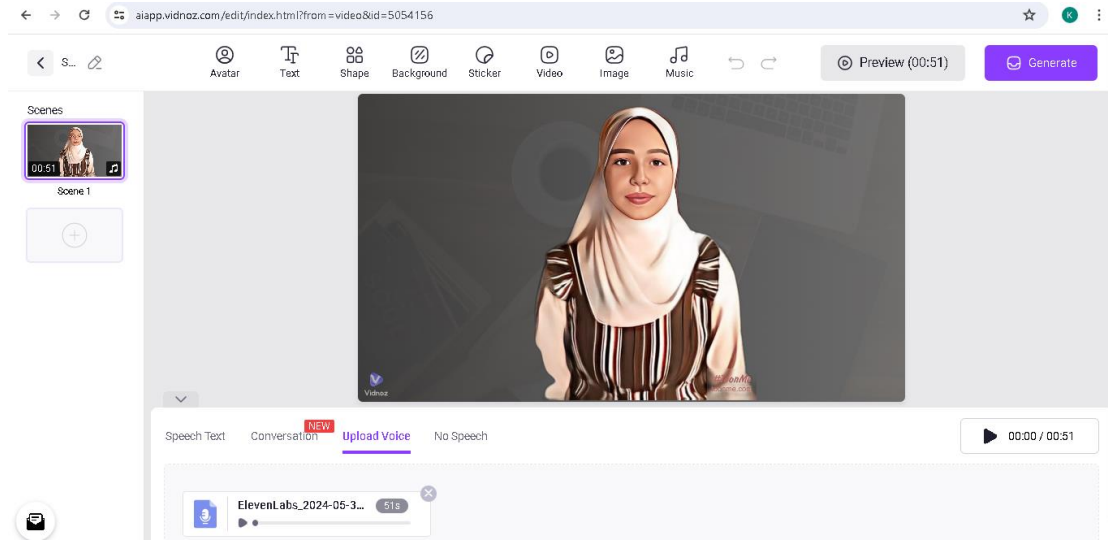 aiapp.vidnoz.com/edit/index.html?from=video&id=5054156
K
S...
Avatar
Text
Shape
Background
Sticker
Video
Image
Music
Preview (00:51)
Generate
Scenes
00:51
Scene 1
Vidnoz
Speech Text
Conversation
NEW
Upload Voice
No Speech
00:00 / 00:51
ElevenLabs_2024-05-3...
51s